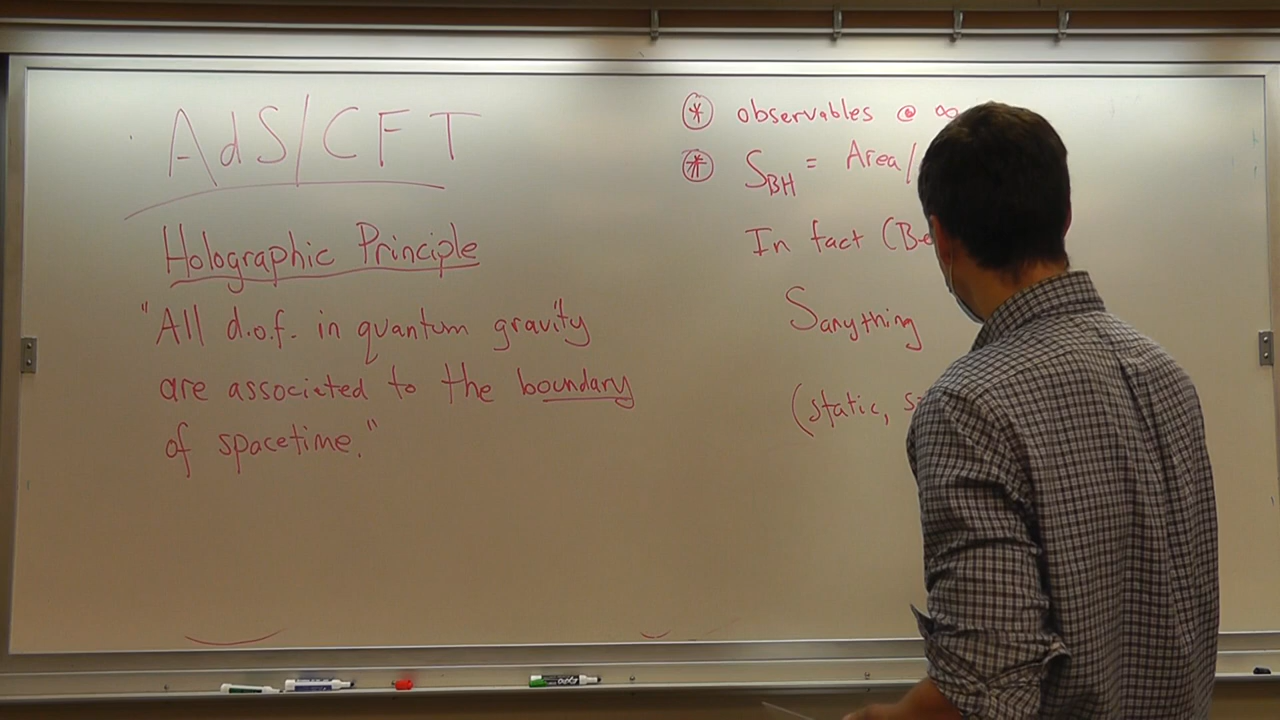 AdS/CFT
Holographic Principle
"All d.o.f. in quantum gravity
are associated to the boundary
of spacetime."
* observables @ ∞
* S_BH = Area/
In fact (Be
S_anything
(static, s